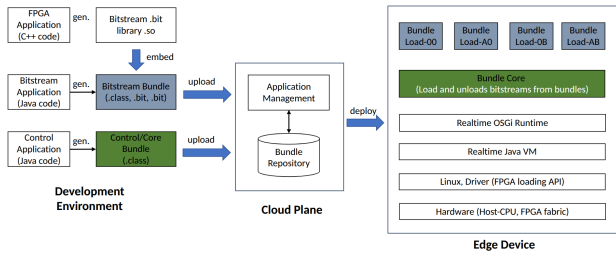 FPGA
Application
(C++ code)
gen.
Bitstream .bit
library .so
embed
Bitstream
Application
(Java code)
gen.
Bitstream Bundle
(.class, .bit, .bit)
upload
Control
Application
(Java code)
gen.
Control/Core
Bundle
(.class)
upload
Development
Environment
Application
Management
Bundle
Repository
Cloud Plane
deploy
Bundle
Load-00
Bundle
Load-A0
Bundle
Load-0B
Bundle
Load-AB
Bundle Core
(Load and unloads bitstreams from bundles)
Realtime OSGi Runtime
Realtime Java VM
Linux, Driver (FPGA loading API)
Hardware (Host-CPU, FPGA fabric)
Edge Device